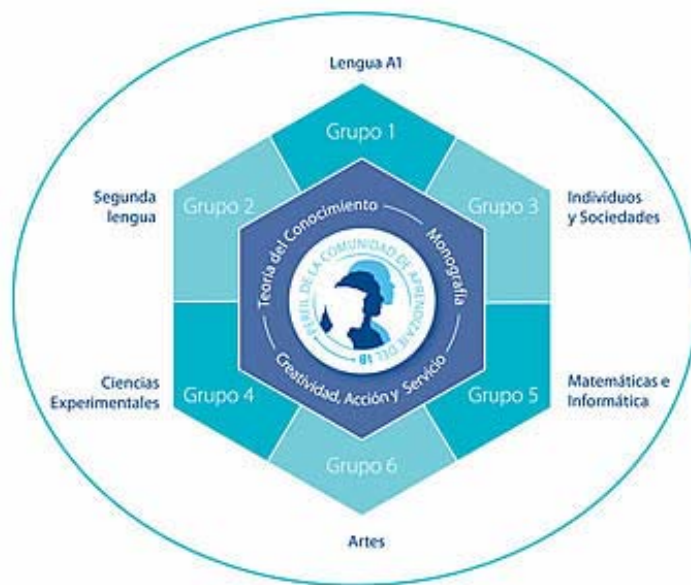 Lengua A1
Grupo 1
Segunda
lengua
Grupo 2
Grupo 3
Individuos
y Sociedades
Teoría del Conocimiento
Monografía
PERFIL DE LA COMUNIDAD DE APRENDIZAJE DEL IB
Creatividad, Acción y Servicio
Ciencias
Experimentales
Grupo 4
Grupo 5
Matemáticas e
Informática
Grupo 6
Artes